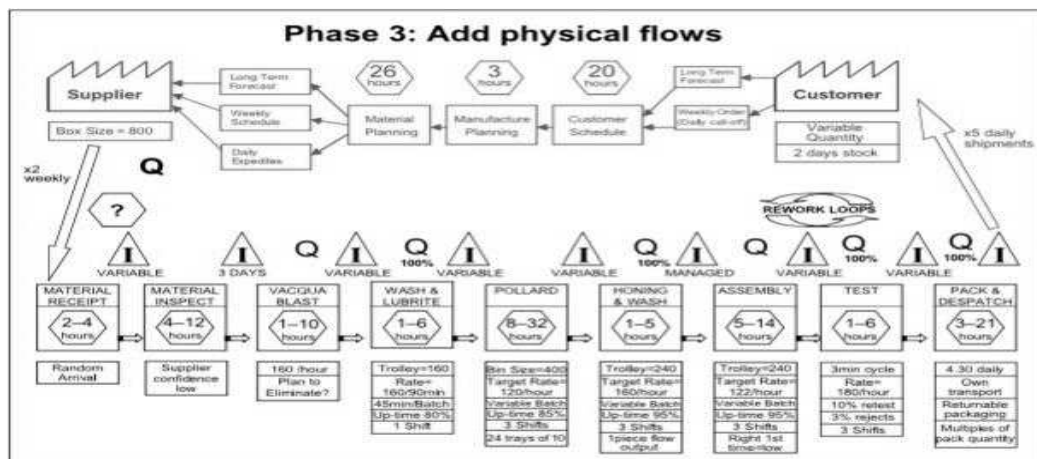 Phase 3: Add physical flows
Supplier
Box Size = 800
Long Term
Forecast
Weekly
Schedule
Daily
Expedites
26
hours
Material
Planning
3
hours
Manufacture
Planning
20
hours
Customer
Schedule
Long Term
Forecast
Weekly Order
(Daily call-off)
Customer
Variable
Quantity
2 days stock
x5 daily
shipments
x2
weekly
Q
?
REWORK LOOPS
I
VARIABLE
I
3 DAYS
Q
I
VARIABLE
Q
100%
I
VARIABLE
I
VARIABLE
Q
100%
I
MANAGED
Q
I
VARIABLE
Q
100%
I
VARIABLE
Q
100%
I
MATERIAL
RECEIPT
2–4
hours
Random
Arrival
MATERIAL
INSPECT
4–12
hours
Supplier
confidence
low
VACQUA
BLAST
1–10
hours
160 /hour
Plan to
Eliminate?
WASH &
LUBRITE
1–6
hours
Trolley=160
Rate=
160/90min
45min/Batch
Up-time 80%
1 Shift
POLLARD
8–32
hours
Bin Size=400
Target Rate=
120/hour
Variable Batch
Up-time 85%
3 Shifts
24 trays of 10
HONING
& WASH
1–5
hours
Trolley=240
Target Rate=
160/hour
Variable Batch
Up-time 95%
3 Shifts
1piece flow
output
ASSEMBLY
5–14
hours
Trolley=240
Target Rate=
122/hour
Variable Batch
Up-time 95%
3 Shifts
Right 1st
time=low
TEST
1–6
hours
3min cycle
Rate=
180/hour
10% retest
3% rejects
3 Shifts
PACK &
DESPATCH
3–21
hours
4.30 daily
Own
transport
Returnable
packaging
Multiples of
pack quantity